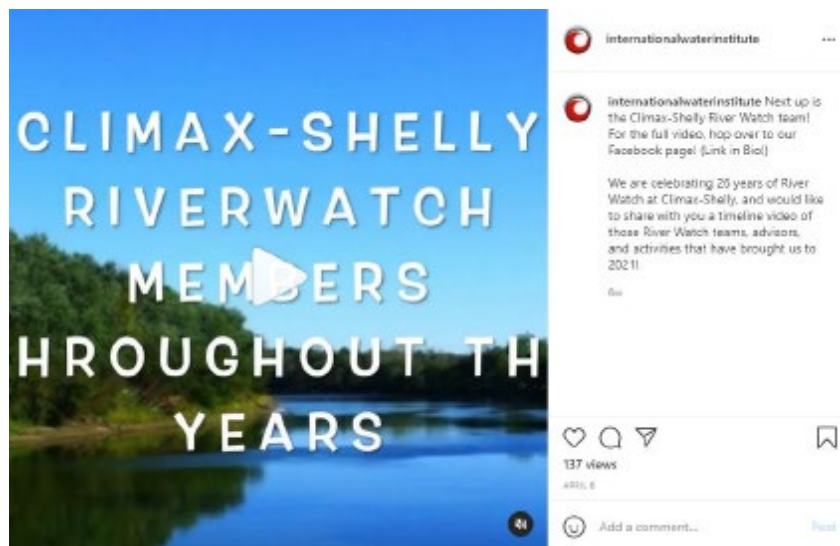 CLIMAX-SHELLY
RIVERWATCH
MEMBERS
HROUGHOUT TH
YEARS
internationalwaterinstitute
internationalwaterinstitute Next up is
the Climax-Shelly River Watch team!
For the full video, hop over to our
Facebook page! (Link in Bio!)
We are celebrating 26 years of River
Watch at Climax-Shelly, and would like
to share with you a timeline video of
those River Watch teams, advisors,
and activities that have brought us to
2021!
137 views
APRIL 6
Add a comment...
Post